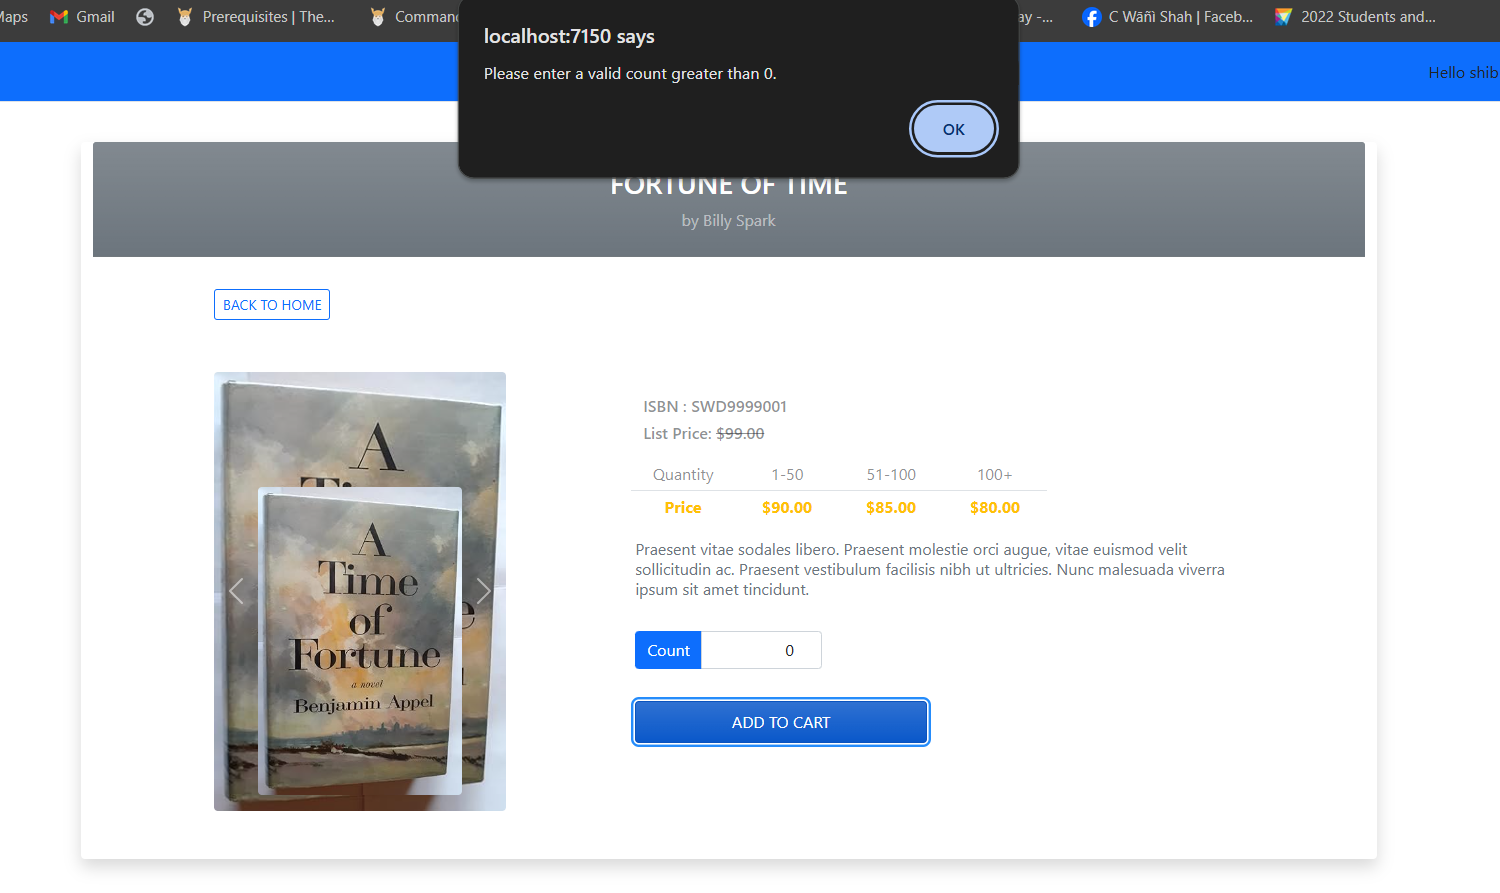 Maps
Gmail
Prerequisites | The...
Comman
ay -...
C Wāñì Shah | Faceb...
2022 Students and...
localhost:7150 says
Please enter a valid count greater than 0.
OK
Hello shib
FORTUNE OF TIME
by Billy Spark
BACK TO HOME
A
Time
of
Fortune
a novel
Benjamin Appel
ISBN : SWD9999001
List Price: $99.00
Quantity 1-50 51-100 100+
Price $90.00 $85.00 $80.00
Praesent vitae sodales libero. Praesent molestie orci augue, vitae euismod velit
sollicitudin ac. Praesent vestibulum facilisis nibh ut ultricies. Nunc malesuada viverra
ipsum sit amet tincidunt.
Count 0
ADD TO CART